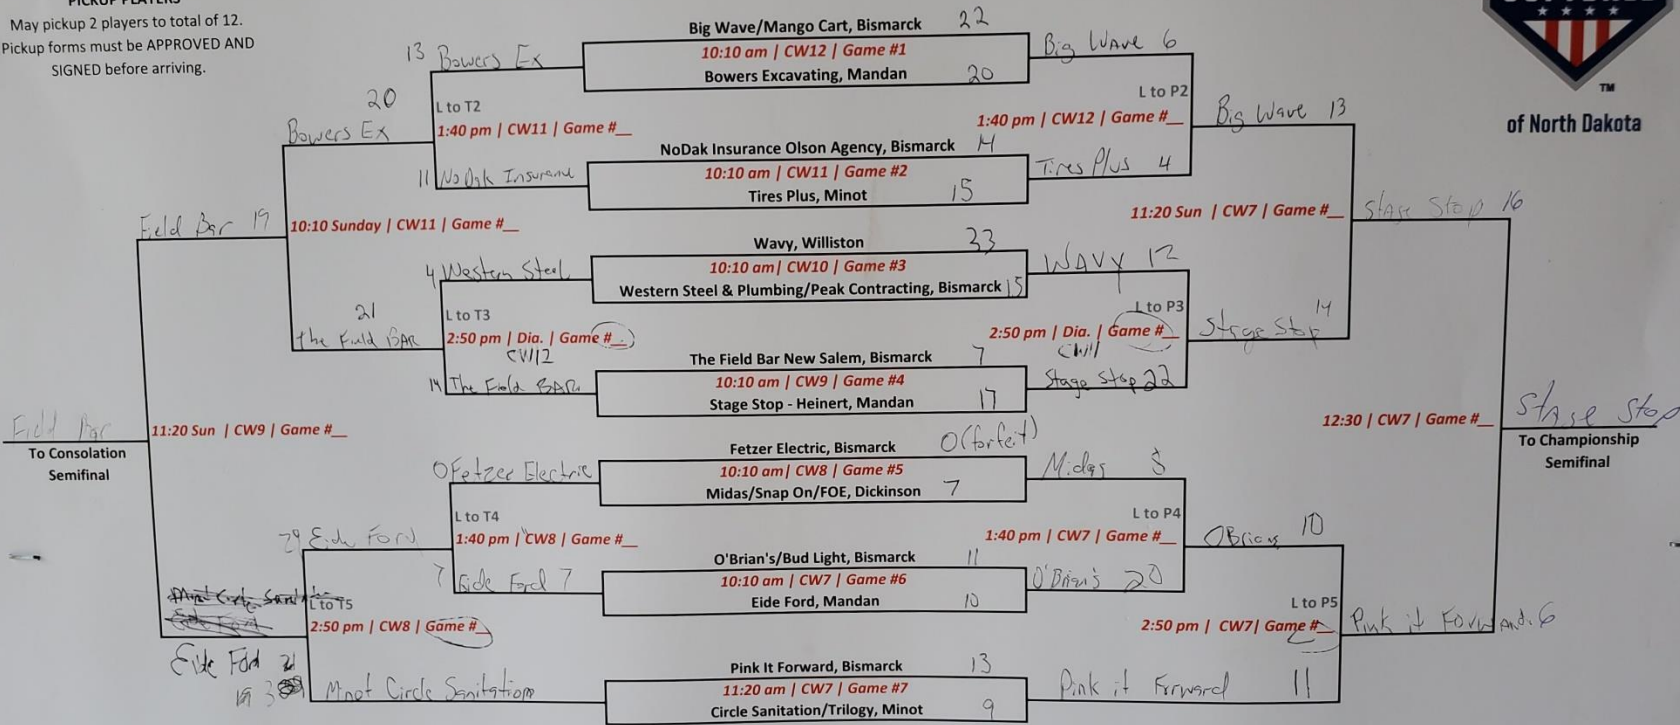 May pickup 2 players to total of 12.
Pickup forms must be APPROVED AND
SIGNED before arriving.
TM
of North Dakota
Big Wave/Mango Cart, Bismarck 22
10:10 am | CW12 | Game #1
Bowers Excavating, Mandan 20
13 Bowers Ex
Big Wave 6
L to T2
1:40 pm | CW11 | Game #__
L to P2
1:40 pm | CW12 | Game #__
20
Bowers Ex
Big Wave 13
NoDak Insurance Olson Agency, Bismarck 14
10:10 am | CW11 | Game #2
Tires Plus, Minot 15
11 NoDak Insurance
Tires Plus 4
Field Bar 19
10:10 Sunday | CW11 | Game #__
11:20 Sun | CW7 | Game #__
Stage Stop 16
Wavy, Williston 33
10:10 am| CW10 | Game #3
Western Steel & Plumbing/Peak Contracting, Bismarck 15
4 Western Steel
WAVY 12
L to T3
2:50 pm | Dia. | Game #__
CW12
L to P3
2:50 pm | Dia. | Game #__
CW11
21
the Field BAR
Stage Stop 14
The Field Bar New Salem, Bismarck 7
10:10 am | CW9 | Game #4
Stage Stop - Heinert, Mandan 17
14 The Field BAR
Stage Stop 22
Field Bar
To Consolation
Semifinal
11:20 Sun | CW9 | Game #__
12:30 | CW7 | Game #__
Stage Stop
To Championship
Semifinal
Fetzer Electric, Bismarck 0 (forfeit)
10:10 am| CW8 | Game #5
Midas/Snap On/FOE, Dickinson 7
0 Fetzer Electric
Midas
L to T4
1:40 pm | CW8 | Game #__
L to P4
1:40 pm | CW7 | Game #__
29 Eide Ford
OBrians 10
O'Brian's/Bud Light, Bismarck 11
10:10 am | CW7 | Game #6
Eide Ford, Mandan 10
7 Eide Ford 7
O'Brian's 20
L to T5
2:50 pm | CW8 | Game #__
L to P5
2:50 pm | CW7| Game #__
Eide Ford
Pink it Forward 6
Pink It Forward, Bismarck 13
11:20 am | CW7 | Game #7
Circle Sanitation/Trilogy, Minot 9
Minot Circle Sanitation
Pink it Forward 11